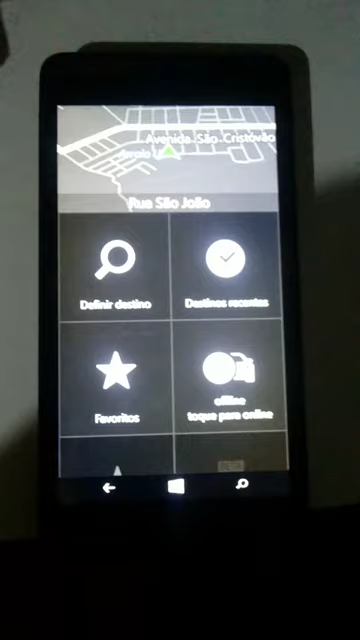 Avenida São Cristóvão
Rua São João
Definir destino
Destinos recentes
Favoritos
offline
toque para online